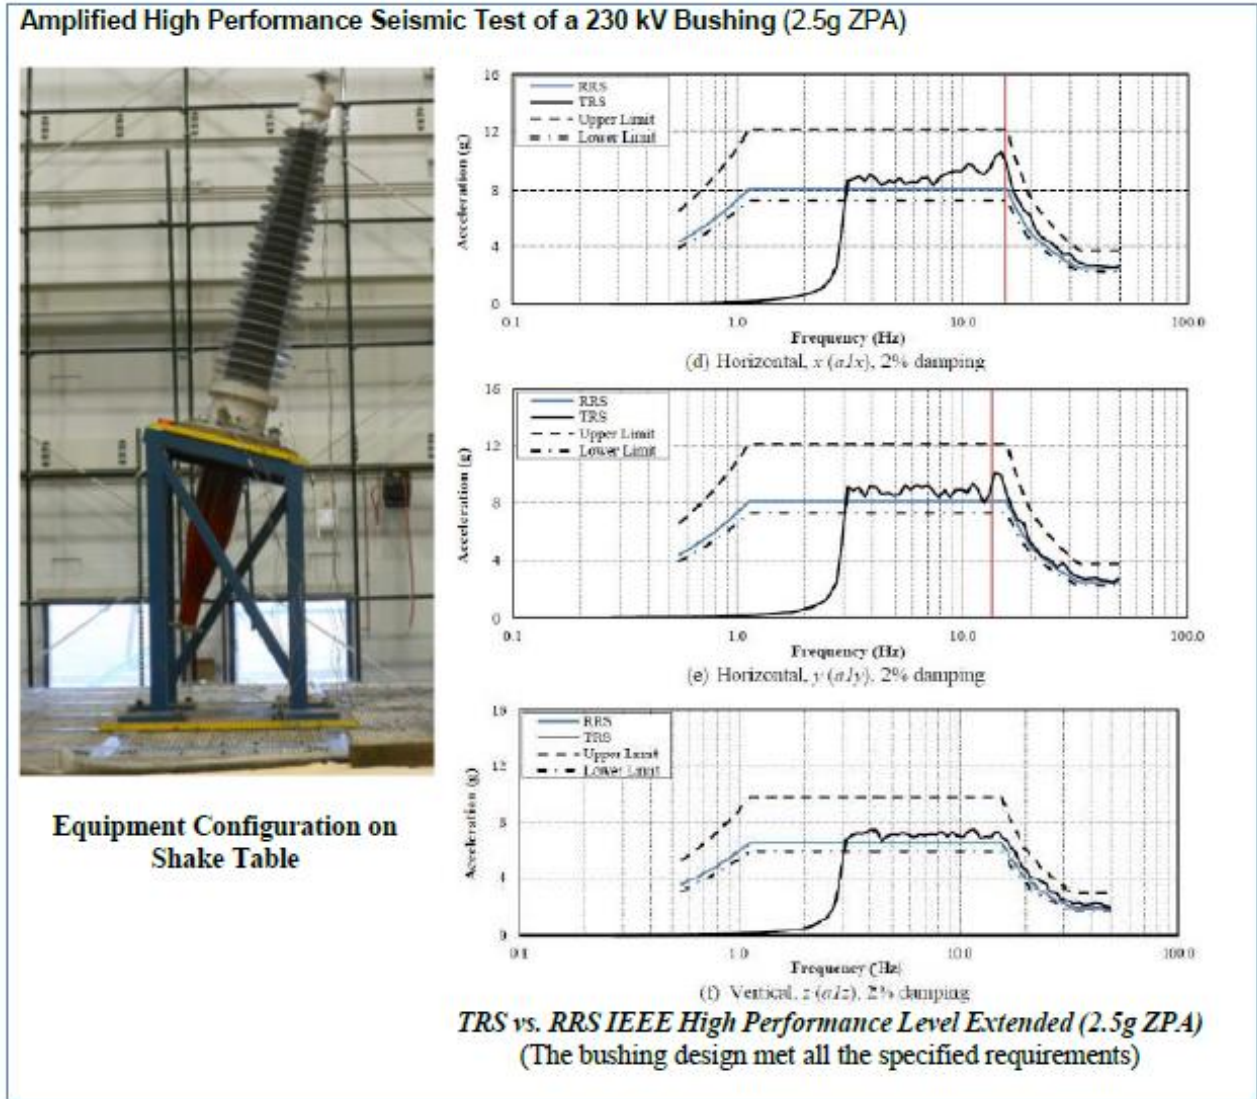 Amplified High Performance Seismic Test of a 230 kV Bushing (2.5g ZPA)
Equipment Configuration on
Shake Table
16
12
8
4
0
Acceleration (g)
RRS
TRS
Upper Limit
Lower Limit
0.1
1.0
10.0
100.0
Frequency (Hz)
(d) Horizontal, x (a1x), 2% damping
16
12
8
4
0
Acceleration (g)
RRS
TRS
Upper Limit
Lower Limit
0.1
1.0
10.0
100.0
Frequency (Hz)
(e) Horizontal, y (a1y), 2% damping
16
12
8
4
0
Acceleration (g)
RRS
TRS
Upper Limit
Lower Limit
0.1
1.0
10.0
100.0
Frequency (Hz)
(f) Vertical, z (a1z), 2% damping
TRS vs. RRS IEEE High Performance Level Extended (2.5g ZPA)
(The bushing design met all the specified requirements)